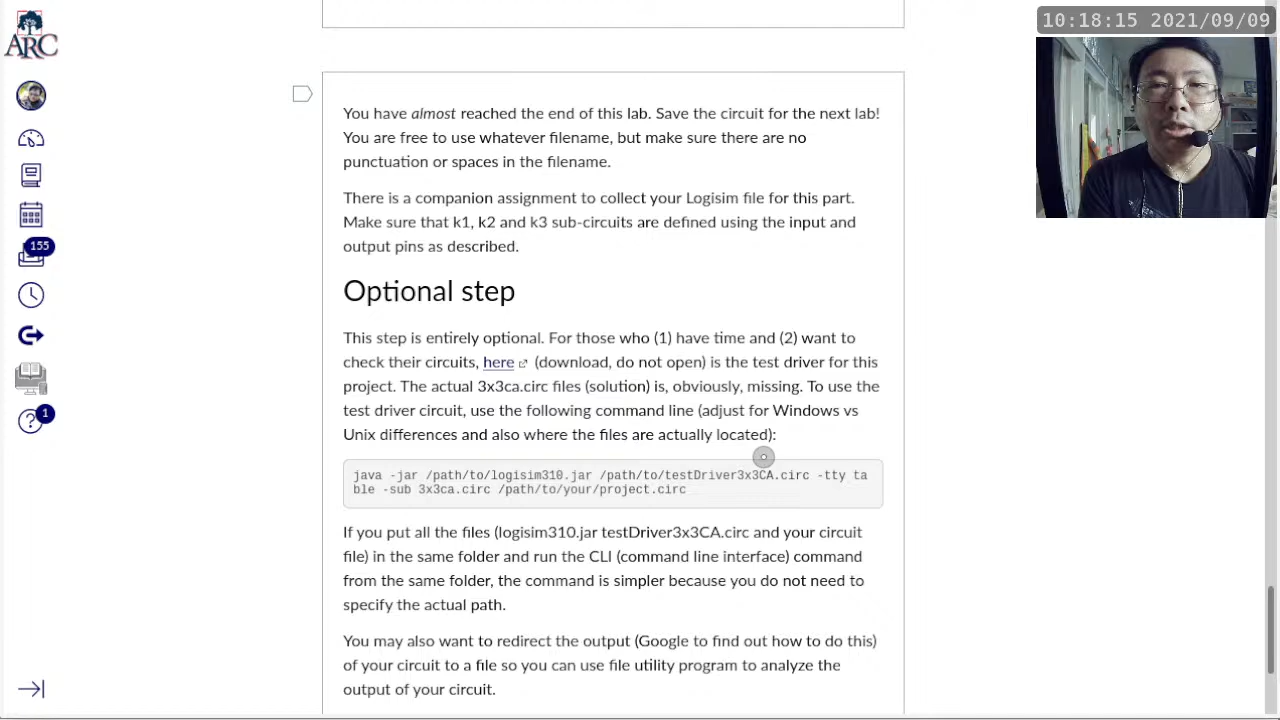 10:18:15 2021/09/09
ARC
155
1
You have almost reached the end of this lab. Save the circuit for the next lab!
You are free to use whatever filename, but make sure there are no
punctuation or spaces in the filename.
There is a companion assignment to collect your Logisim file for this part.
Make sure that k1, k2 and k3 sub-circuits are defined using the input and
output pins as described.
Optional step
This step is entirely optional. For those who (1) have time and (2) want to
check their circuits, here (download, do not open) is the test driver for this
project. The actual 3x3ca.circ files (solution) is, obviously, missing. To use the
test driver circuit, use the following command line (adjust for Windows vs
Unix differences and also where the files are actually located):
java -jar /path/to/logisim310.jar /path/to/testDriver3x3CA.circ -tty ta
ble -sub 3x3ca.circ /path/to/your/project.circ
If you put all the files (logisim310.jar testDriver3x3CA.circ and your circuit
file) in the same folder and run the CLI (command line interface) command
from the same folder, the command is simpler because you do not need to
specify the actual path.
You may also want to redirect the output (Google to find out how to do this)
of your circuit to a file so you can use file utility program to analyze the
output of your circuit.